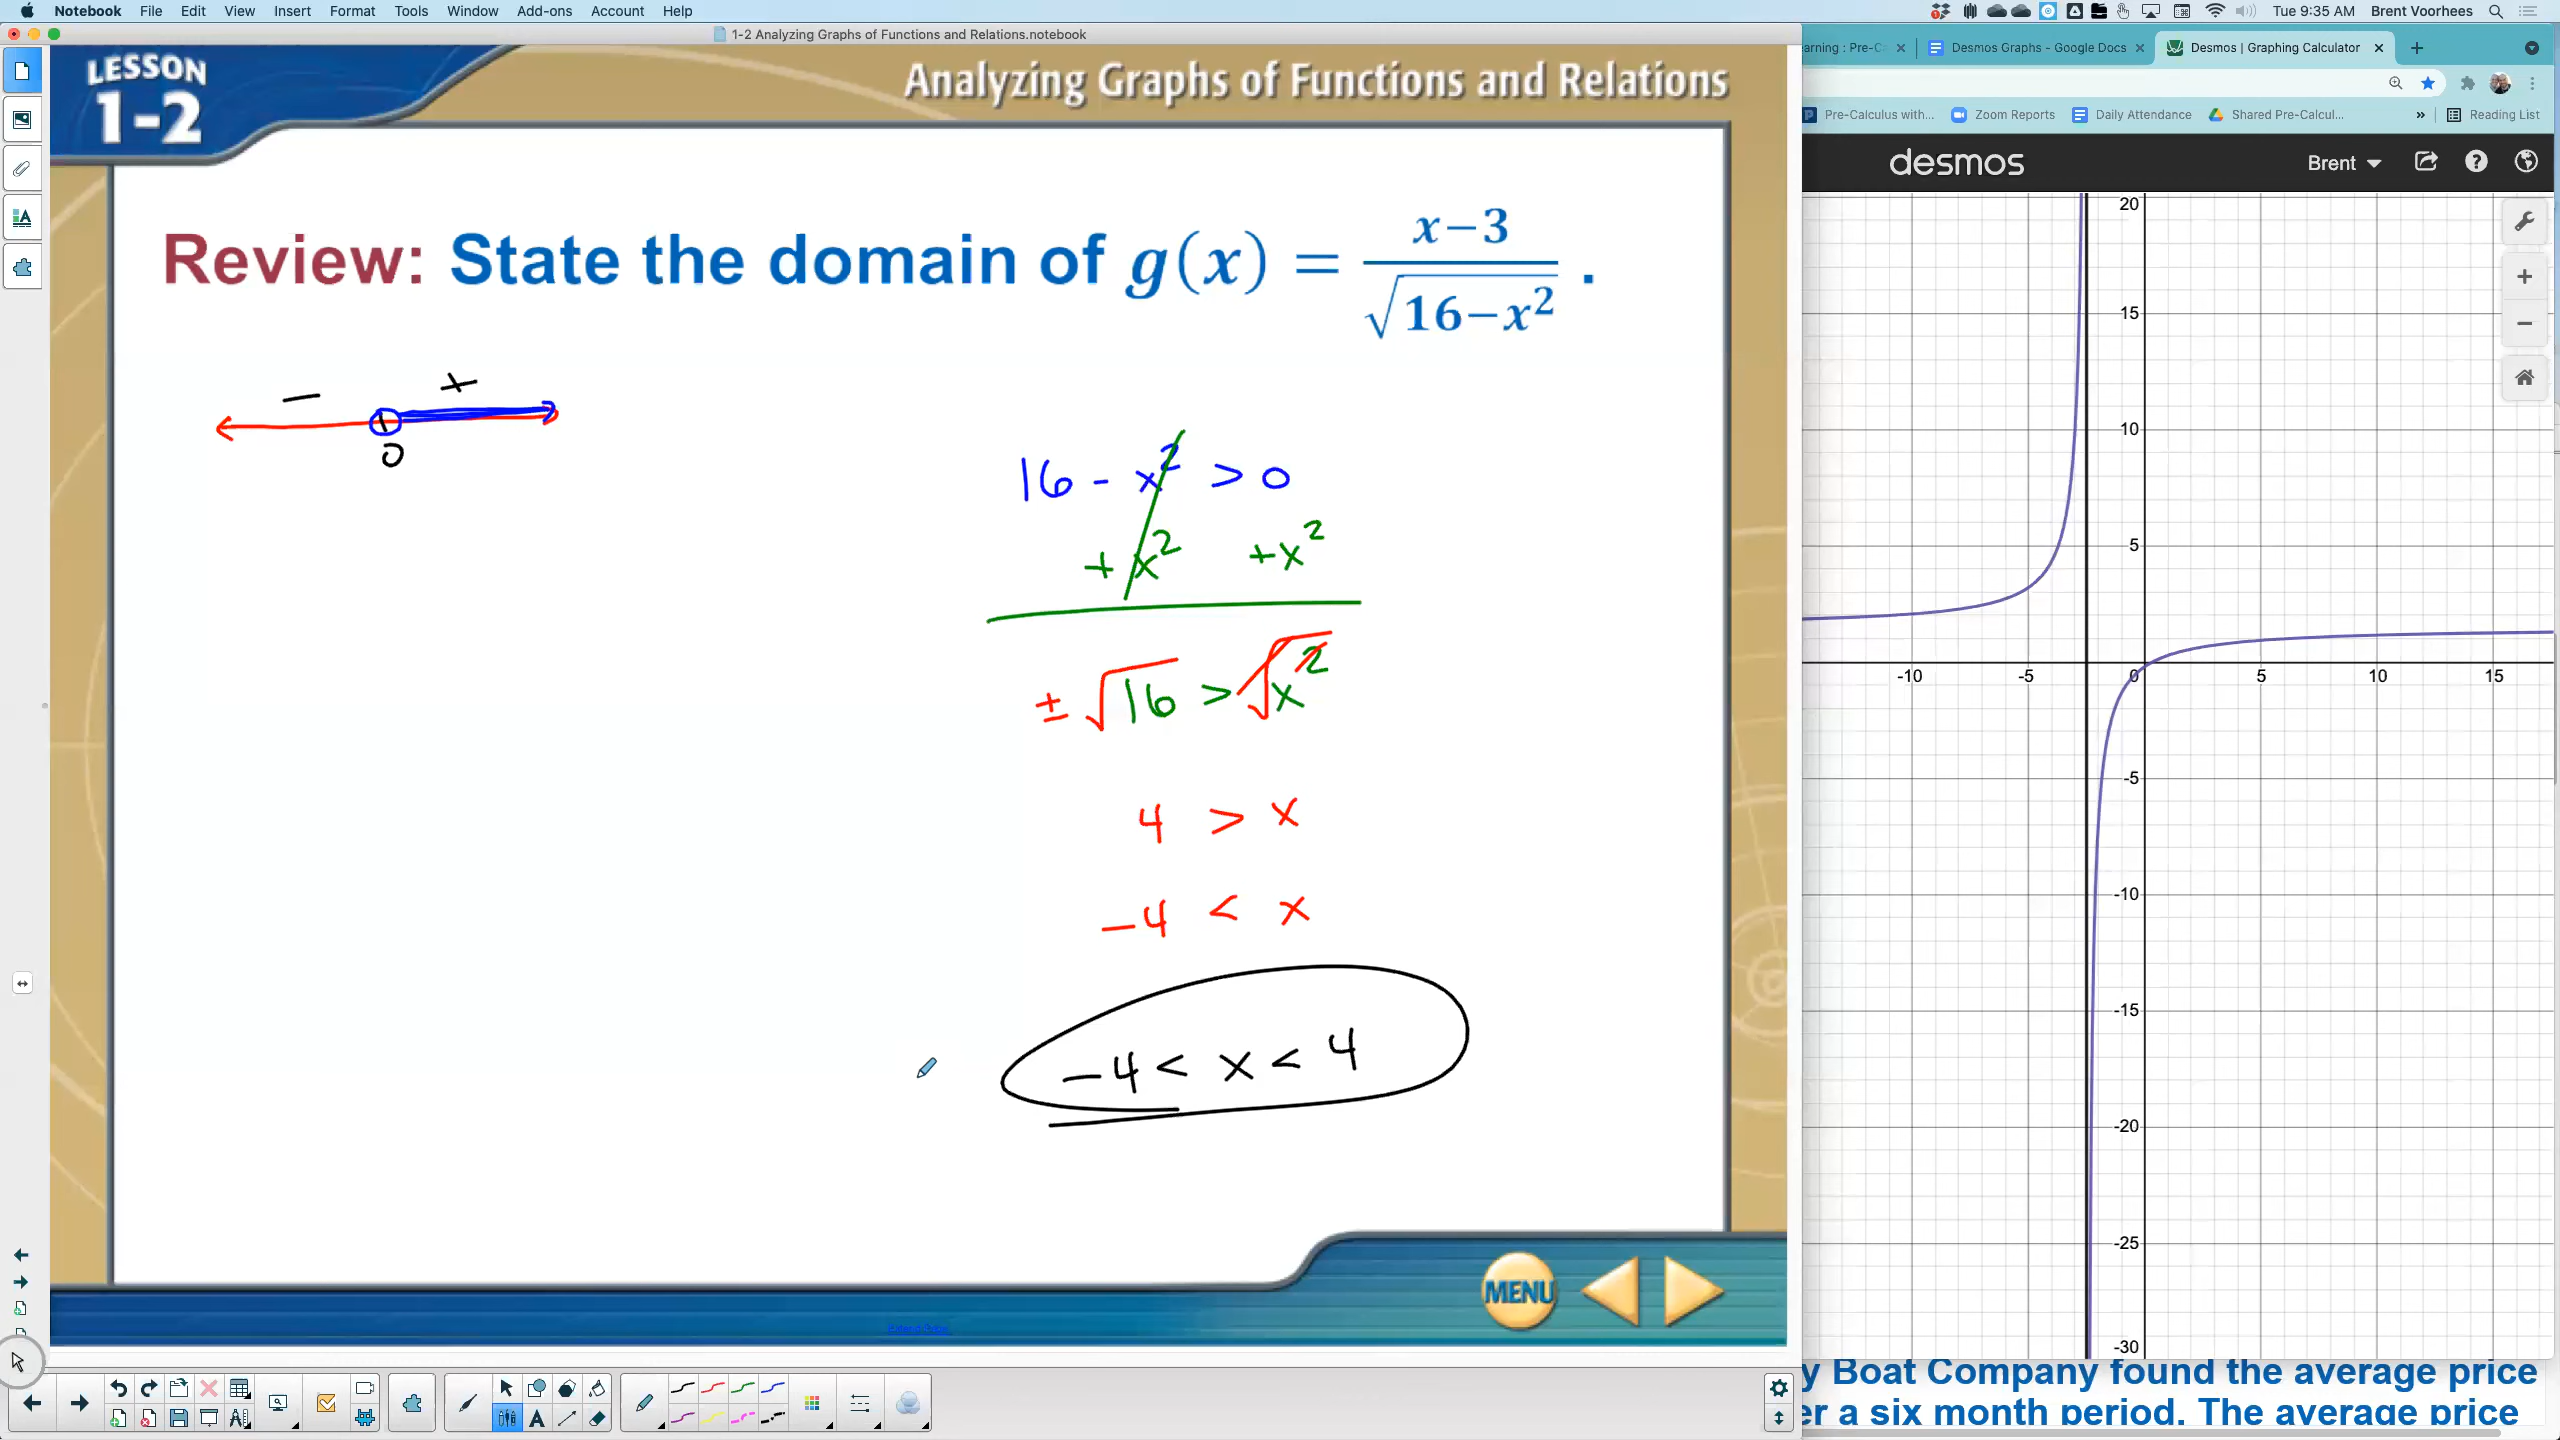 Notebook File Edit View Insert Format Tools Window Add-ons Account Help
Tue 9:35 AM Brent Voorhees
1-2 Analyzing Graphs of Functions and Relations.notebook
LESSON
1-2
Analyzing Graphs of Functions and Relations
Review: State the domain of g(x) = x−3 / √16−x² .
− +
0
16 - x² > 0
+ x² +x²
± √16 > √x²
4 > x
-4 < x
-4 < x < 4
MENU
earning : Pre-C
Desmos Graphs - Google Docs
Desmos | Graphing Calculator
Pre-Calculus with... Zoom Reports Daily Attendance Shared Pre-Calcul... » Reading List
desmos
Brent
20
15
10
5
-10 -5 0 5 10 15
-5
-10
-15
-20
-25
-30
y Boat Company found the average price
er a six month period. The average price